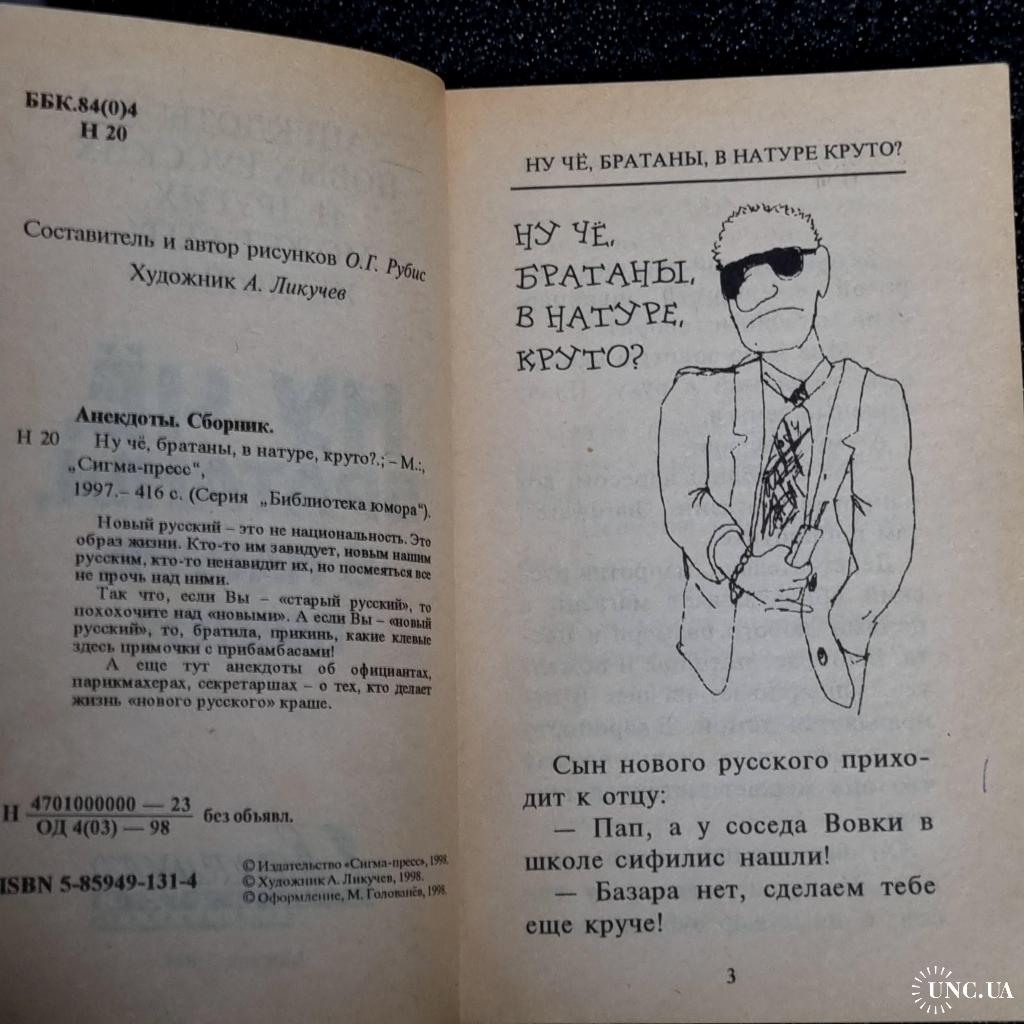 ББК.84(0)4
Н 20
Составитель и автор рисунков О.Г. Рубис
Художник А. Ликучев
Анекдоты. Сборник.
Н 20
Ну чё, братаны, в натуре, круто?.; – М.:,
„Сигма-пресс“,
1997.– 416 с. (Серия „Библиотека юмора“).
Новый русский – это не национальность. Это
образ жизни. Кто-то им завидует, новым нашим
русским, кто-то ненавидит их, но посмеяться все
не прочь над ними.
Так что, если Вы – «старый русский», то
похохочите над «новыми». А если Вы – «новый
русский», то, братила, прикинь, какие клевые
здесь примочки с прибамбасами!
А еще тут анекдоты об официантах,
парикмахерах, секретаршах – о тех, кто делает
жизнь «нового русского» краше.
Н 4701000000 — 23
ОД 4(03) — 98 без объявл.
ISBN 5-85949-131-4
© Издательство «Сигма-пресс», 1998.
© Художник А. Ликучев, 1998.
© Оформление, М. Голованёв, 1998.
НУ ЧЁ, БРАТАНЫ, В НАТУРЕ КРУТО?
НУ ЧЁ,
БРАТАНЫ,
В НАТУРЕ,
КРУТО?
Сын нового русского прихо-
дит к отцу:
— Пап, а у соседа Вовки в
школе сифилис нашли!
— Базара нет, сделаем тебе
еще круче!
3
UNC.UA